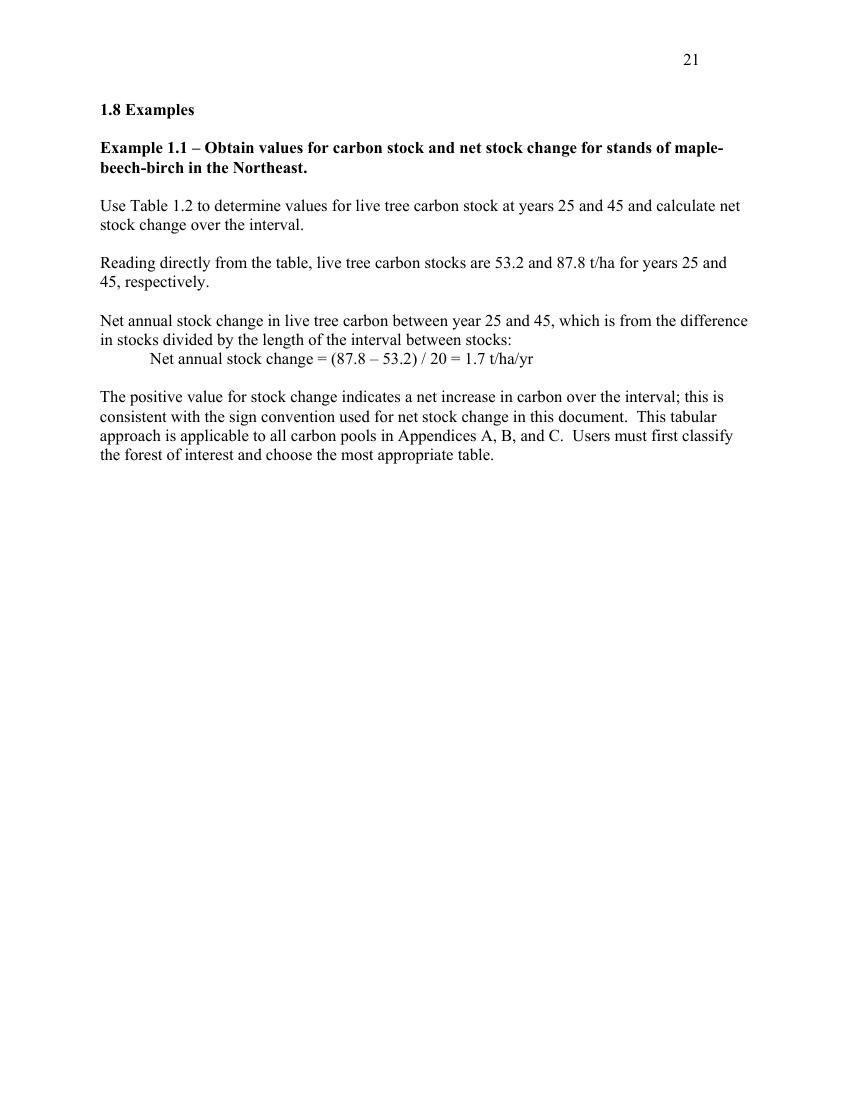 21
1.8 Examples
Example 1.1 – Obtain values for carbon stock and net stock change for stands of maple-
beech-birch in the Northeast.
Use Table 1.2 to determine values for live tree carbon stock at years 25 and 45 and calculate net
stock change over the interval.
Reading directly from the table, live tree carbon stocks are 53.2 and 87.8 t/ha for years 25 and
45, respectively.
Net annual stock change in live tree carbon between year 25 and 45, which is from the difference
in stocks divided by the length of the interval between stocks:
Net annual stock change = (87.8 – 53.2) / 20 = 1.7 t/ha/yr
The positive value for stock change indicates a net increase in carbon over the interval; this is
consistent with the sign convention used for net stock change in this document.  This tabular
approach is applicable to all carbon pools in Appendices A, B, and C.  Users must first classify
the forest of interest and choose the most appropriate table.